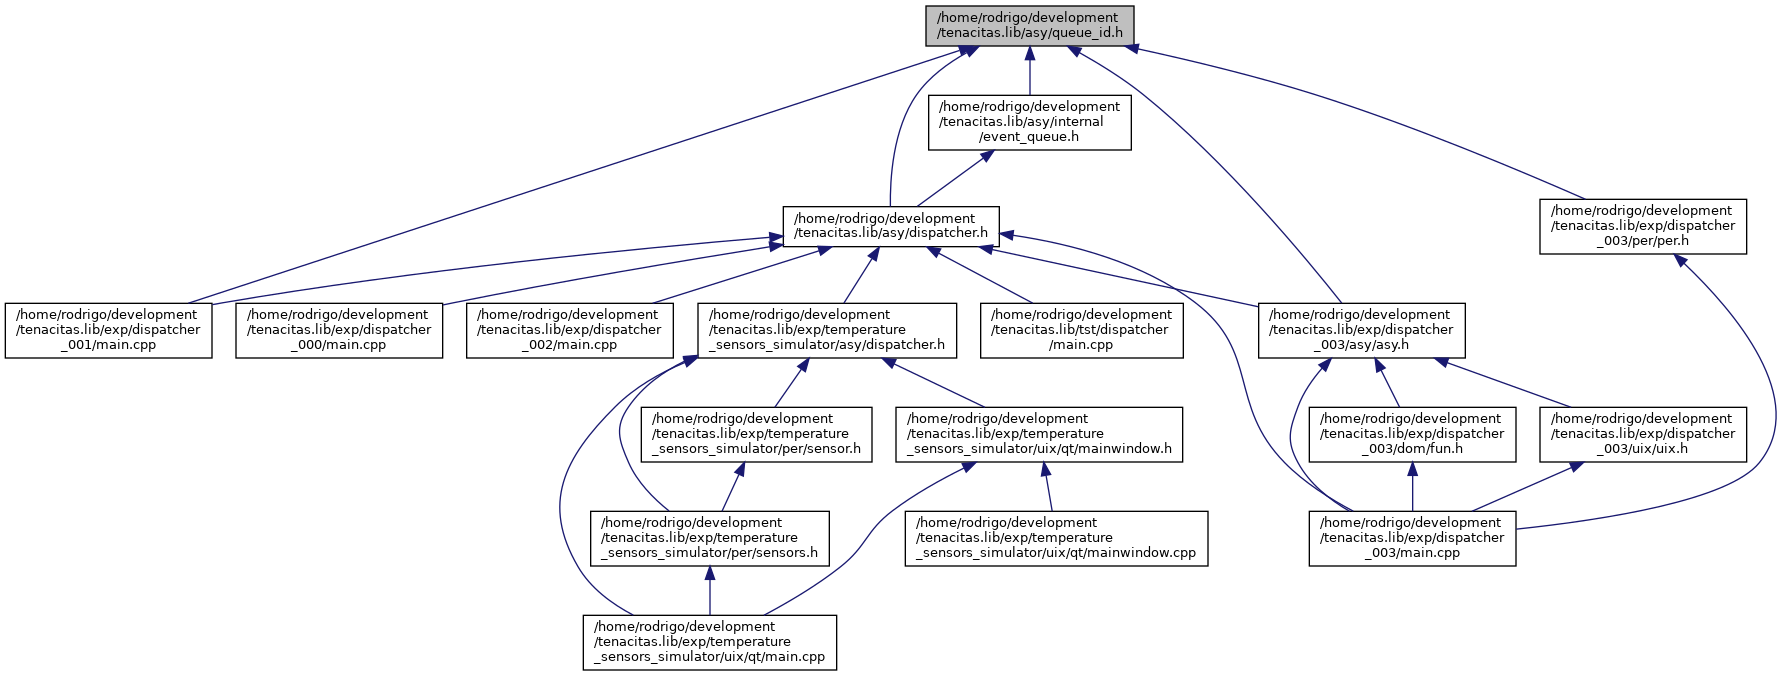 /home/rodrigo/development
/tenacitas.lib/asy/queue_id.h
/home/rodrigo/development
/tenacitas.lib/asy/internal
/event_queue.h
/home/rodrigo/development
/tenacitas.lib/asy/dispatcher.h
/home/rodrigo/development
/tenacitas.lib/exp/dispatcher
_003/per/per.h
/home/rodrigo/development
/tenacitas.lib/exp/dispatcher
_001/main.cpp
/home/rodrigo/development
/tenacitas.lib/exp/dispatcher
_000/main.cpp
/home/rodrigo/development
/tenacitas.lib/exp/dispatcher
_002/main.cpp
/home/rodrigo/development
/tenacitas.lib/exp/temperature
_sensors_simulator/asy/dispatcher.h
/home/rodrigo/development
/tenacitas.lib/tst/dispatcher
/main.cpp
/home/rodrigo/development
/tenacitas.lib/exp/dispatcher
_003/asy/asy.h
/home/rodrigo/development
/tenacitas.lib/exp/temperature
_sensors_simulator/per/sensor.h
/home/rodrigo/development
/tenacitas.lib/exp/temperature
_sensors_simulator/uix/qt/mainwindow.h
/home/rodrigo/development
/tenacitas.lib/exp/dispatcher
_003/dom/fun.h
/home/rodrigo/development
/tenacitas.lib/exp/dispatcher
_003/uix/uix.h
/home/rodrigo/development
/tenacitas.lib/exp/temperature
_sensors_simulator/per/sensors.h
/home/rodrigo/development
/tenacitas.lib/exp/temperature
_sensors_simulator/uix/qt/mainwindow.cpp
/home/rodrigo/development
/tenacitas.lib/exp/dispatcher
_003/main.cpp
/home/rodrigo/development
/tenacitas.lib/exp/temperature
_sensors_simulator/uix/qt/main.cpp